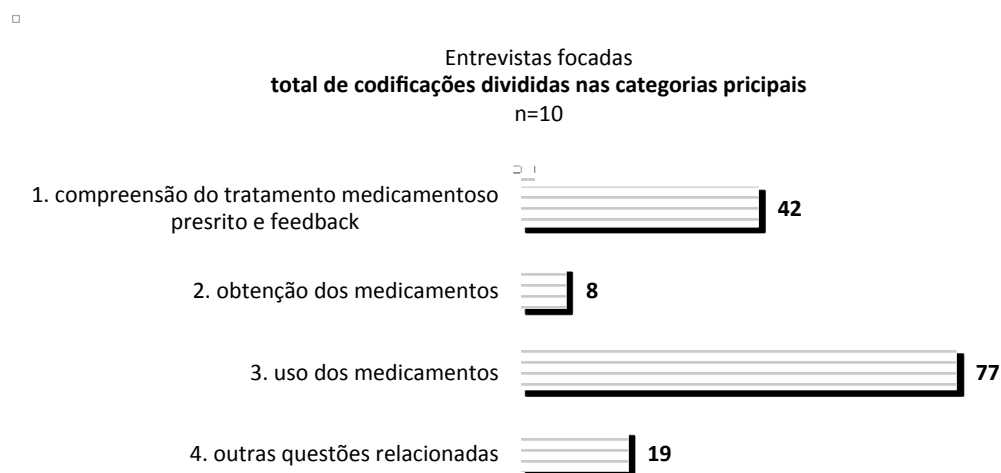 Entrevistas focadas
total de codificações divididas nas categorias pricipais
n=10
1. compreensão do tratamento medicamentoso
presrito e feedback
42
2. obtenção dos medicamentos
8
3. uso dos medicamentos
77
4. outras questões relacionadas
19